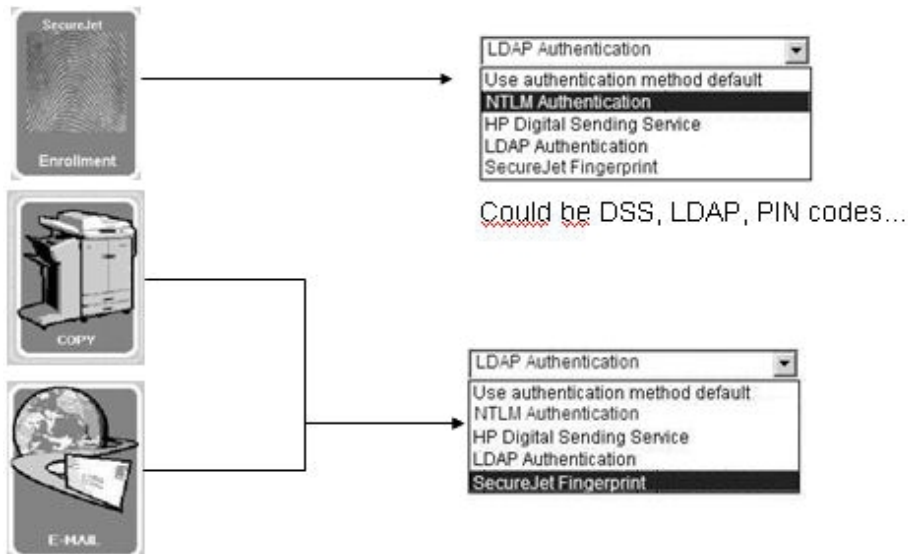 SecureJet
Enrollment
LDAP Authentication
Use authentication method default
NTLM Authentication
HP Digital Sending Service
LDAP Authentication
SecureJet Fingerprint
Could be DSS, LDAP, PIN codes...
COPY
E-MAIL
LDAP Authentication
Use authentication method default
NTLM Authentication
HP Digital Sending Service
LDAP Authentication
SecureJet Fingerprint